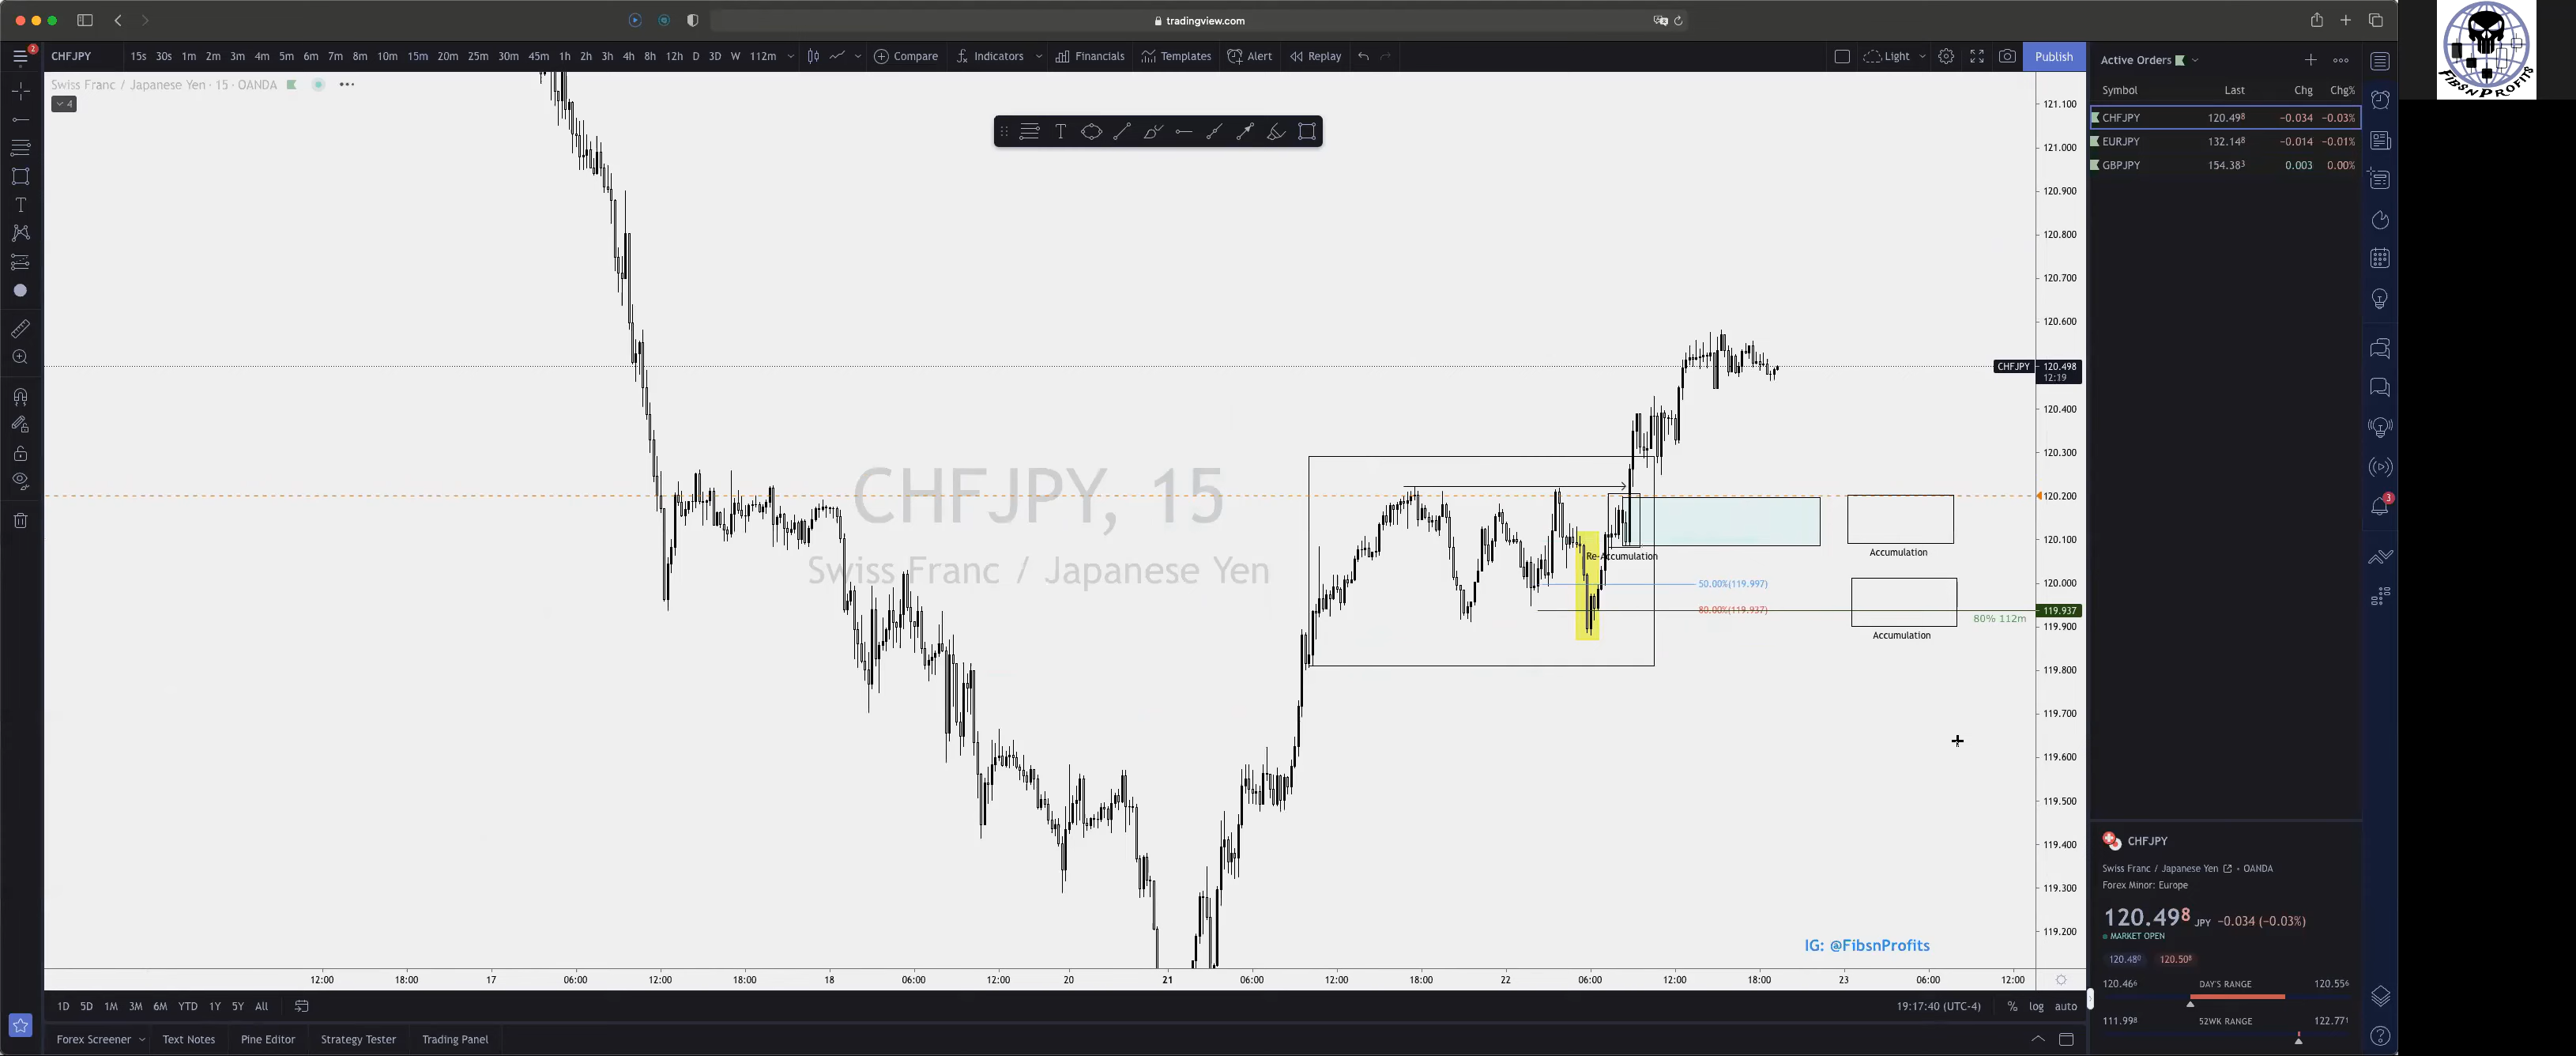 tradingview.com
2
CHFJPY 15s 30s 1m 2m 3m 4m 5m 6m 7m 8m 10m 15m 20m 25m 30m 45m 1h 2h 3h 4h 8h 12h D 3D W 112m Compare Indicators Financials Templates Alert Replay Light Publish
Swiss Franc / Japanese Yen · 15 · OANDA
4
CHFJPY, 15
Swiss Franc / Japanese Yen
Re-Accumulation
50.00%(119.997)
80.00%(119.937)
Accumulation
Accumulation
80% 112m
IG: @FibsnProfits
121.100
121.000
120.900
120.800
120.700
120.600
CHFJPY 120.498
12:19
120.400
120.300
120.200
120.100
120.000
119.937
119.900
119.800
119.700
119.600
119.500
119.400
119.300
119.200
12:00 18:00 17 06:00 12:00 18:00 18 06:00 12:00 20 21 06:00 12:00 18:00 22 06:00 12:00 18:00 23 06:00 12:00
1D 5D 1M 3M 6M YTD 1Y 5Y All 19:17:40 (UTC-4) % log auto
Forex Screener Text Notes Pine Editor Strategy Tester Trading Panel
Active Orders
Symbol Last Chg Chg%
CHFJPY 120.498 −0.034 −0.03%
EURJPY 132.148 −0.014 −0.01%
GBPJPY 154.383 0.003 0.00%
3
CHFJPY
Swiss Franc / Japanese Yen • OANDA
Forex Minor: Europe
120.498 JPY −0.034 (−0.03%)
MARKET OPEN
120.480 120.508
120.466 DAY'S RANGE 120.556
111.998 52WK RANGE 122.771
FIBSNPROFITS